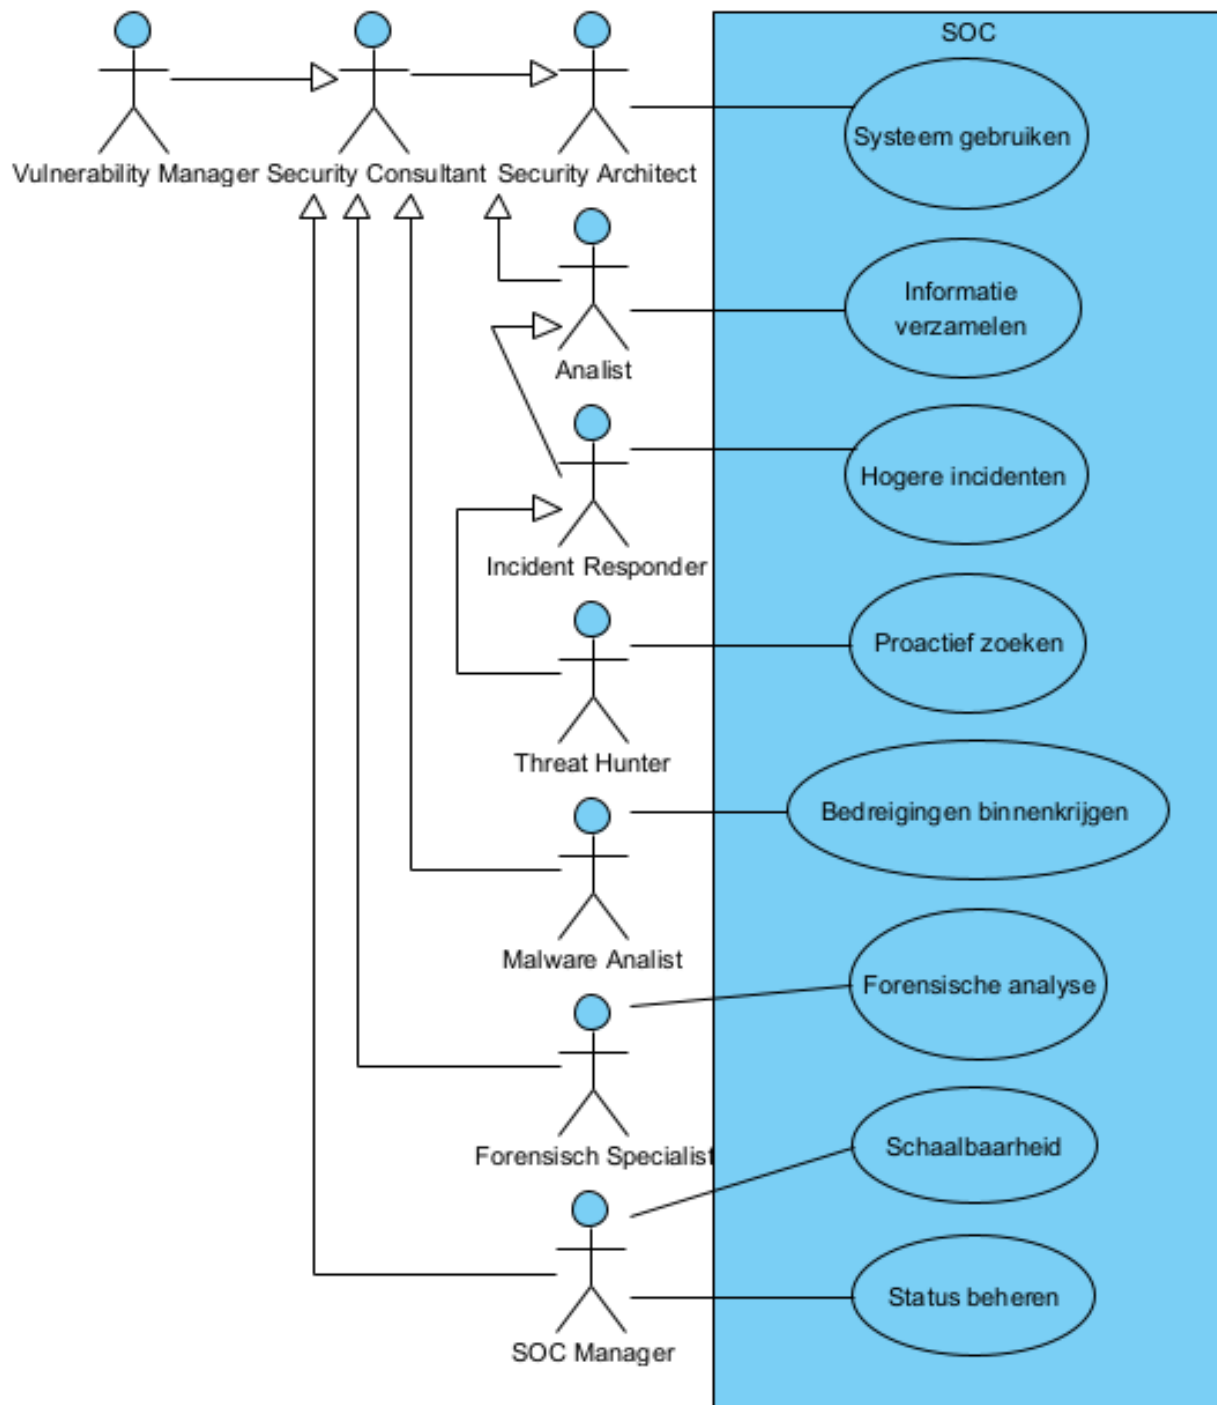 SOC
Systeem gebruiken
Vulnerability Manager
Security Consultant
Security Architect
Informatie
verzamelen
Analist
Hogere incidenten
Incident Responder
Proactief zoeken
Threat Hunter
Bedreigingen binnenkrijgen
Malware Analist
Forensische analyse
Forensisch Specialist
Schaalbaarheid
Status beheren
SOC Manager